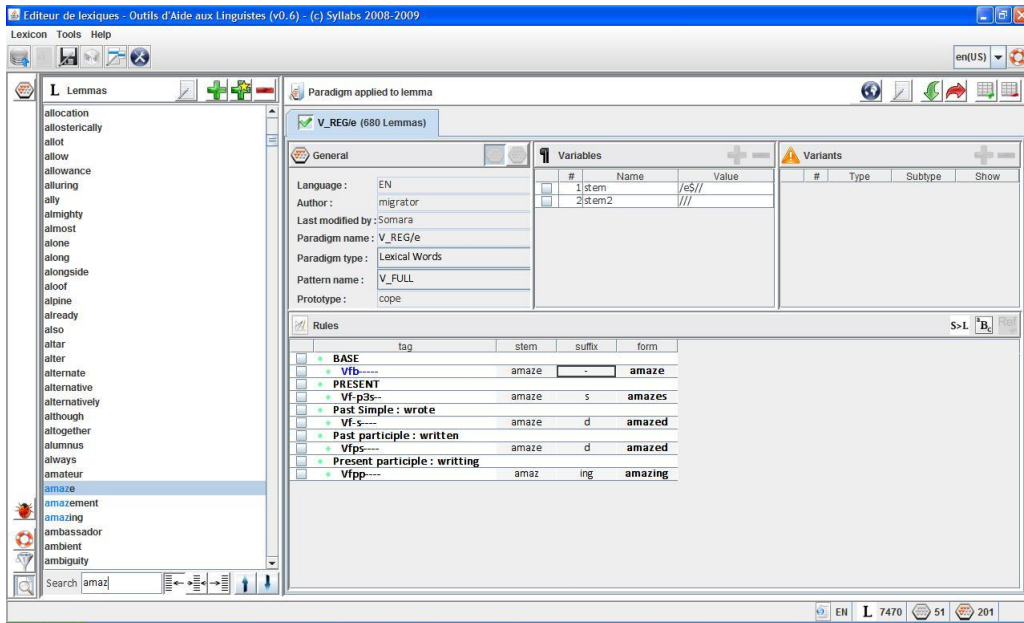 Editeur de lexiques - Outils d'Aide aux Linguistes (v0.6) - (c) Syllabs 2008-2009
Lexicon Tools Help
en(US)
L Lemmas
allocation
allosterically
allot
allow
allowance
alluring
ally
almighty
almost
alone
along
alongside
aloof
alpine
already
also
altar
alter
alternate
alternative
alternatively
although
altogether
alumnus
always
amateur
amaze
amazement
amazing
ambassador
ambient
ambiguity
Search amaz
Paradigm applied to lemma
V_REG/e (680 Lemmas)
General
Language : EN
Author : migrator
Last modified by : Somara
Paradigm name : V_REG/e
Paradigm type : Lexical Words
Pattern name : V_FULL
Prototype : cope
¶ Variables
# Name Value
1 stem /e$//
2 stem2 ///
Variants
# Type Subtype Show
Rules
S>L aBc Ref
tag stem suffix form
BASE
Vfb----- amaze - amaze
PRESENT
Vf-p3s-- amaze s amazes
Past Simple : wrote
Vf-s---- amaze d amazed
Past participle : written
Vfps---- amaze d amazed
Present participle : writting
Vfpp---- amaz ing amazing
EN L 7470 51 201